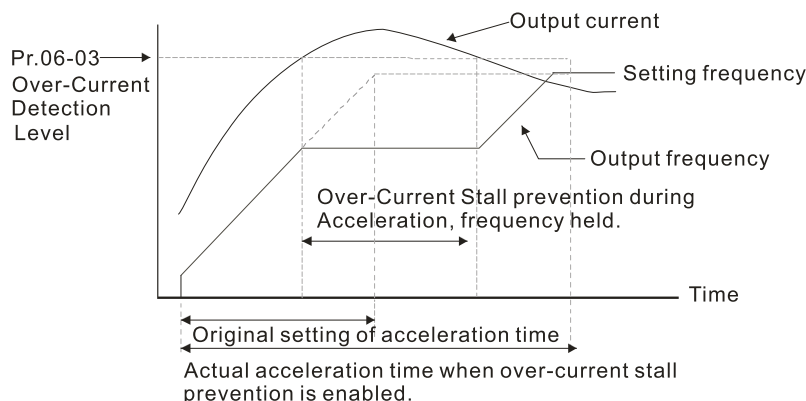 Output current
Pr.06-03
Over-Current
Detection
Level
Setting frequency
Output frequency
Over-Current Stall prevention during
Acceleration, frequency held.
Time
Original setting of acceleration time
Actual acceleration time when over-current stall
prevention is enabled.